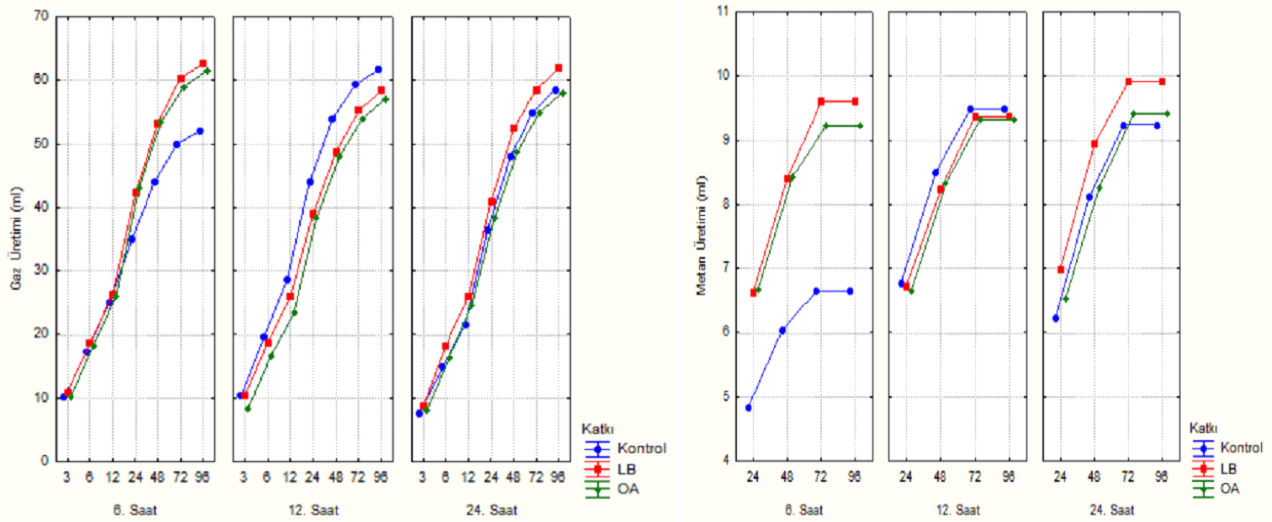 Gaz Üretimi (ml)
70
60
50
40
30
20
10
0
3 6 12 24 48 72 96
3 6 12 24 48 72 96
3 6 12 24 48 72 96
6. Saat
12. Saat
24. Saat
Katkı
Kontrol
LB
OA
Metan Üretimi (ml)
11
10
9
8
7
6
5
4
24 48 72 96
24 48 72 96
24 48 72 96
6. Saat
12. Saat
24. Saat
Katkı
Kontrol
LB
OA